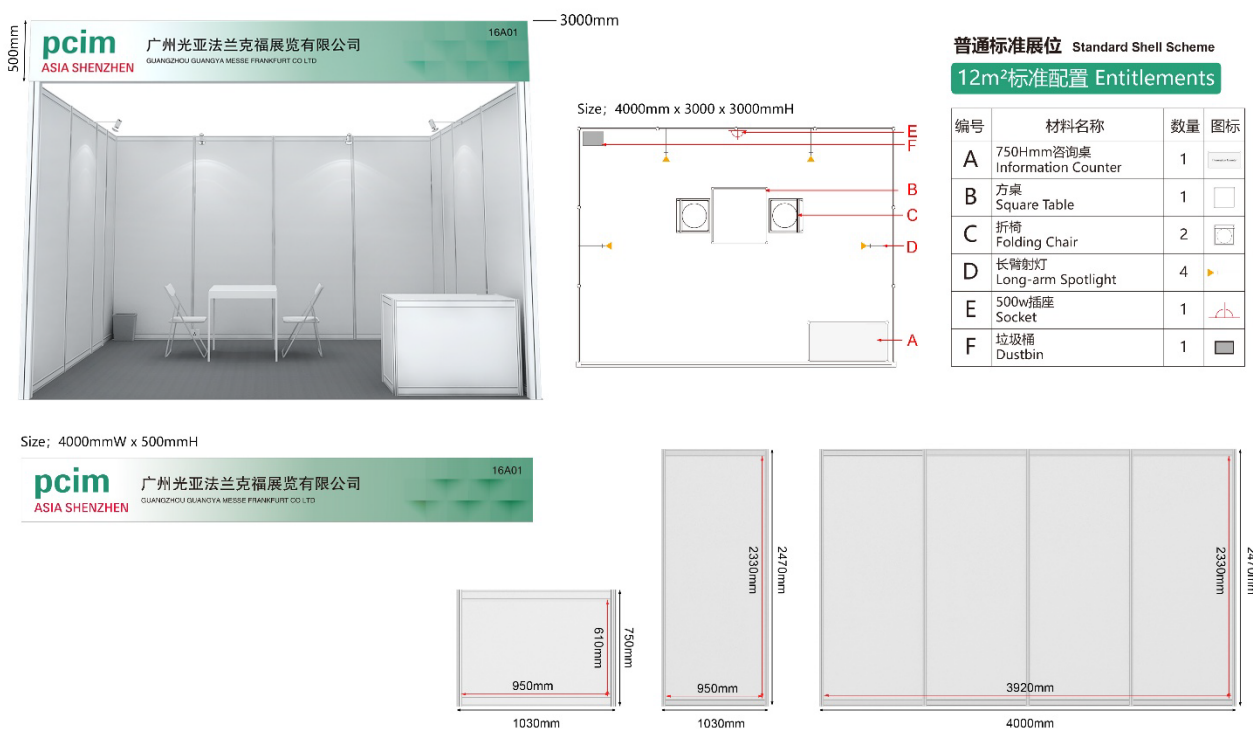 500mm
pcim
ASIA SHENZHEN
广州光亚法兰克福展览有限公司
GUANGZHOU GUANGYA MESSE FRANKFURT CO LTD
16A01
3000mm
Size; 4000mm x 3000 x 3000mmH
E
F
B
C
D
A
普通标准展位 Standard Shell Scheme
12m²标准配置 Entitlements
编号 材料名称 数量 图标
A 750Hmm咨询桌 Information Counter 1
B 方桌 Square Table 1
C 折椅 Folding Chair 2
D 长臂射灯 Long-arm Spotlight 4
E 500w插座 Socket 1
F 垃圾桶 Dustbin 1
Size; 4000mmW x 500mmH
pcim
ASIA SHENZHEN
广州光亚法兰克福展览有限公司
GUANGZHOU GUANGYA MESSE FRANKFURT CO LTD
16A01
610mm
750mm
950mm
1030mm
2330mm
2470mm
950mm
1030mm
2330mm
2470mm
3920mm
4000mm